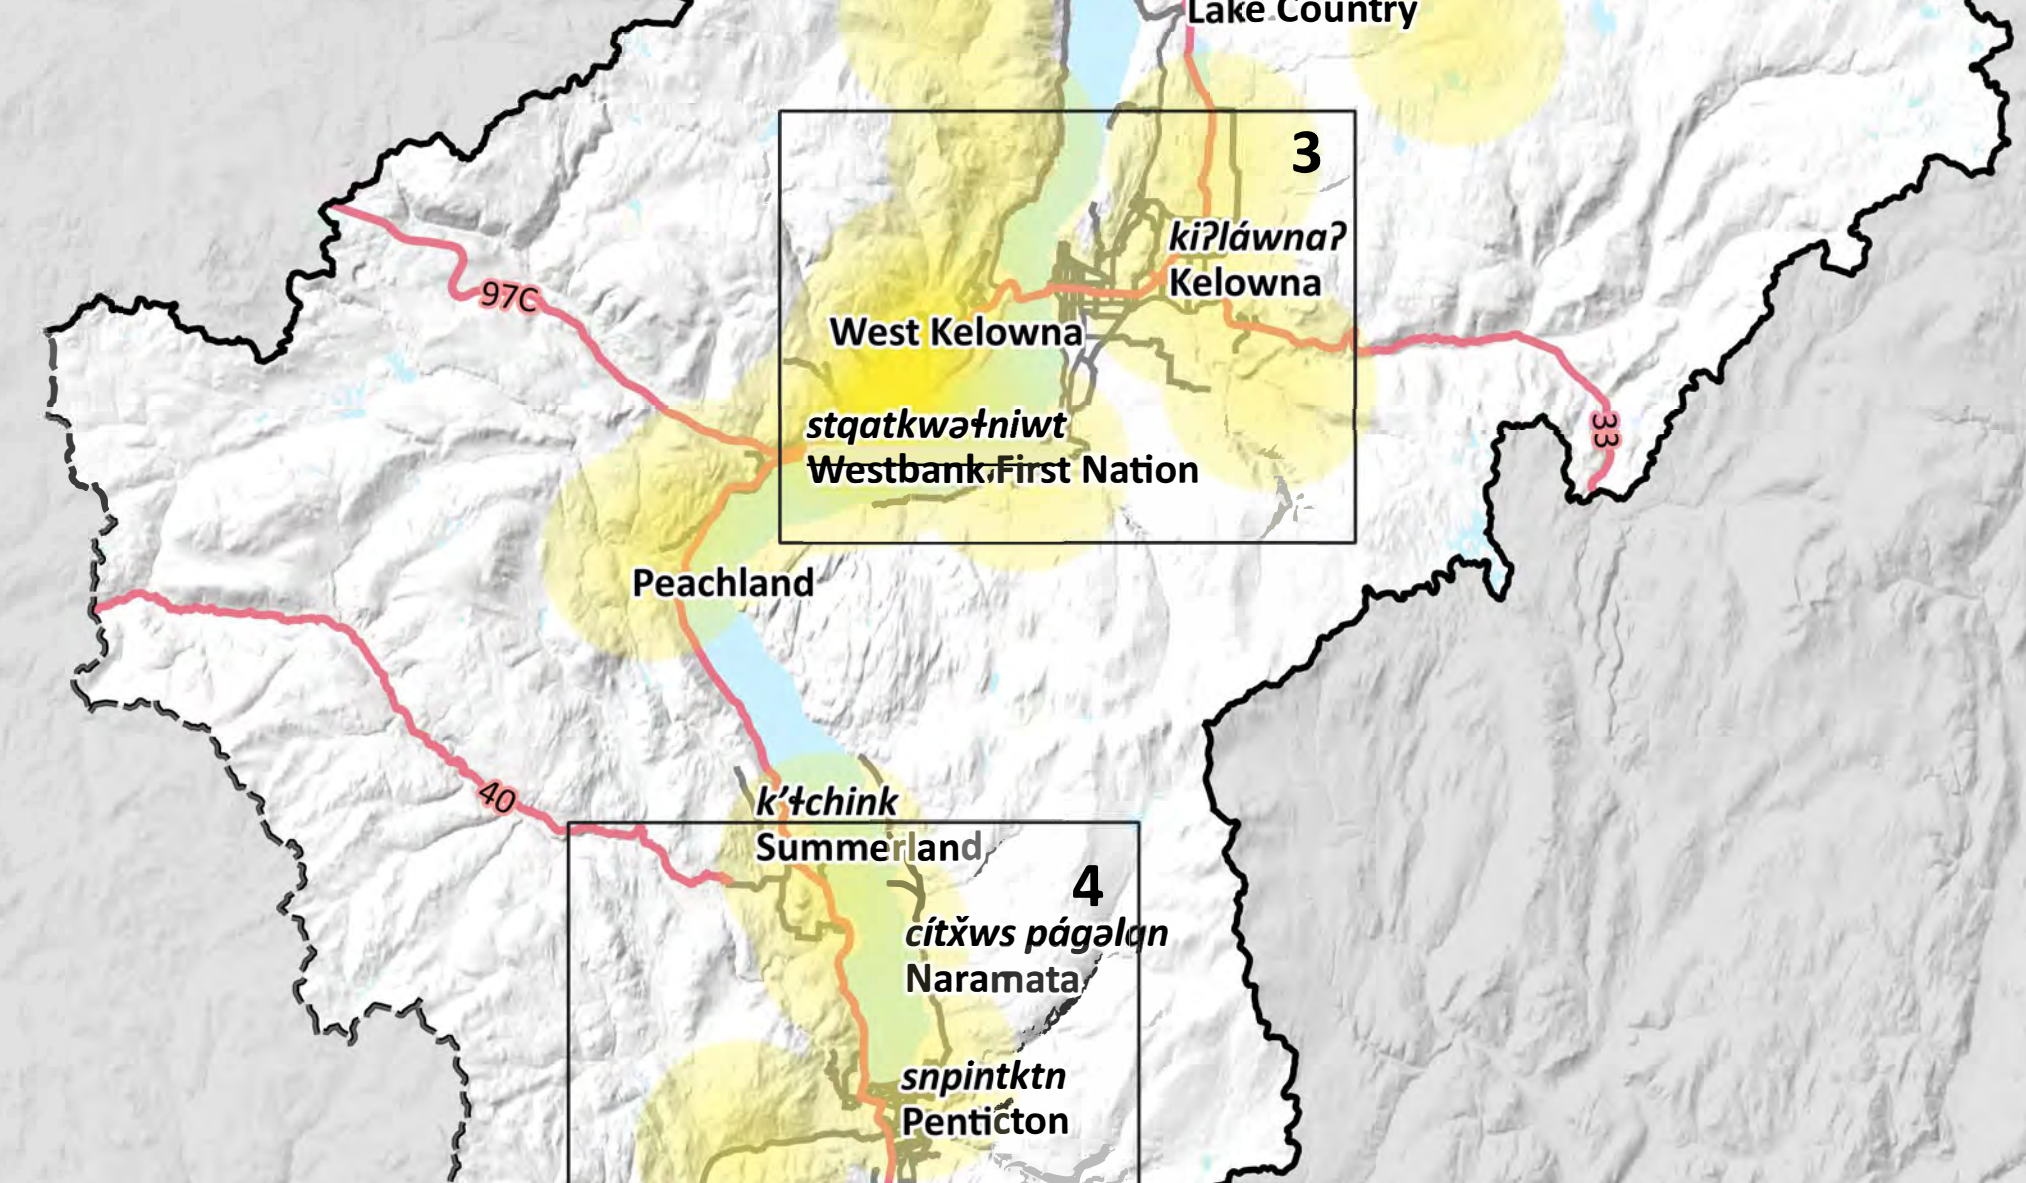 Lake Country
3
kiʔláwnaʔ
Kelowna
97C
West Kelowna
33
stqatkwəɬniwt
Westbank First Nation
Peachland
40
k’ɬchink
Summerland
4
cítx̌ws págəlqn
Naramata
snpintktn
Penticton